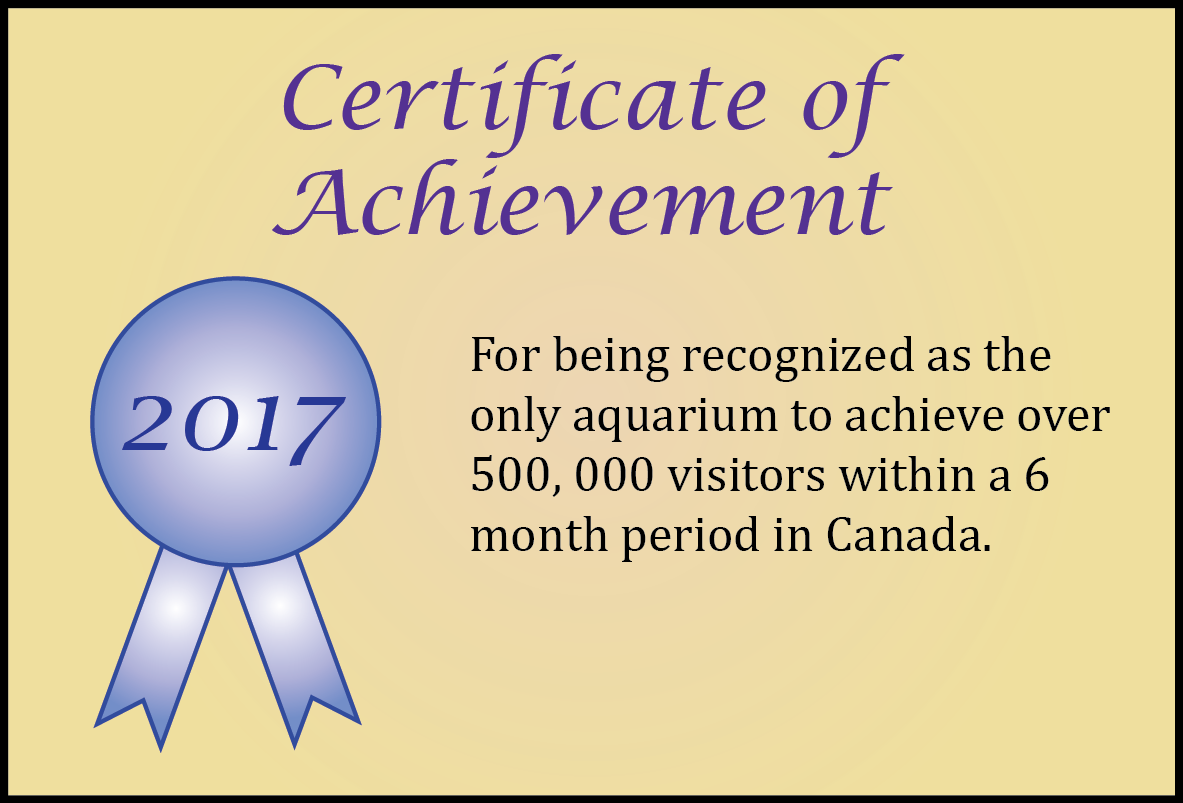 Certificate of
Achievement
2017
For being recognized as the
only aquarium to achieve over
500, 000 visitors within a 6
month period in Canada.